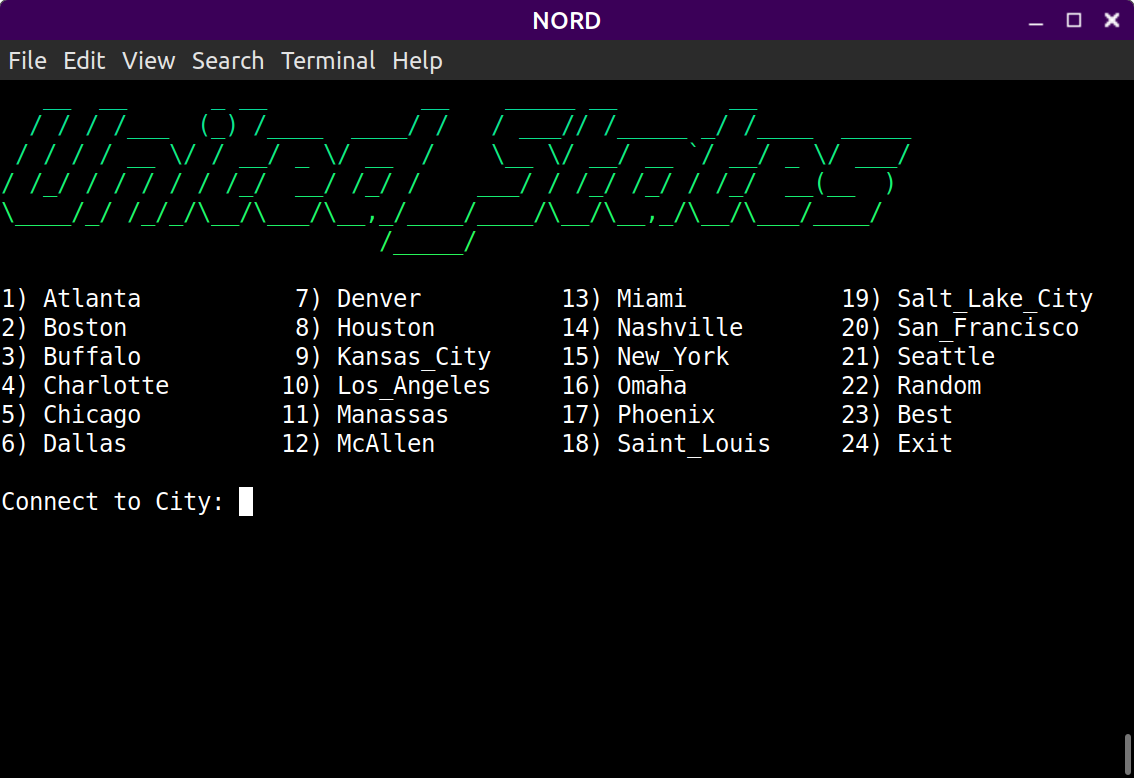 NORD
File Edit View Search Terminal Help
United_States
1) Atlanta 7) Denver 13) Miami 19) Salt_Lake_City
2) Boston 8) Houston 14) Nashville 20) San_Francisco
3) Buffalo 9) Kansas_City 15) New_York 21) Seattle
4) Charlotte 10) Los_Angeles 16) Omaha 22) Random
5) Chicago 11) Manassas 17) Phoenix 23) Best
6) Dallas 12) McAllen 18) Saint_Louis 24) Exit
Connect to City: